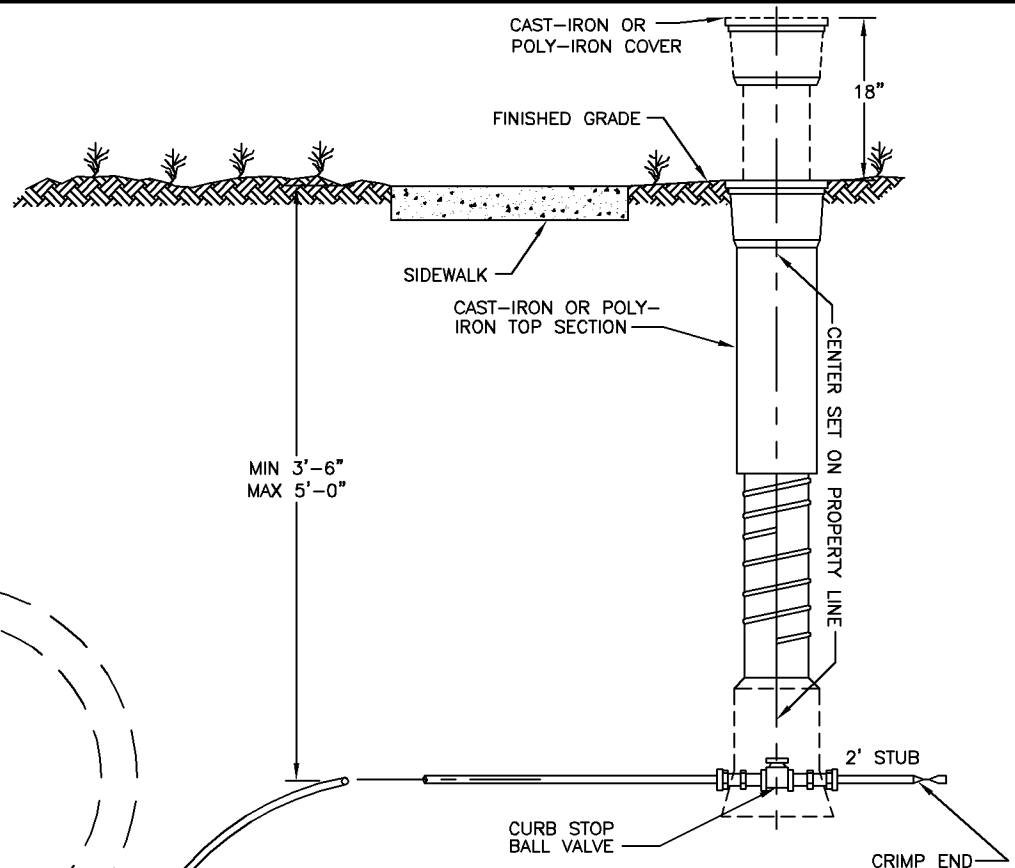 CAST-IRON OR
POLY-IRON COVER
18"
FINISHED GRADE
SIDEWALK
CAST-IRON OR POLY-
IRON TOP SECTION
CENTER SET ON PROPERTY LINE
MIN 3'-6"
MAX 5'-0"
2' STUB
CURB STOP
BALL VALVE
CRIMP END